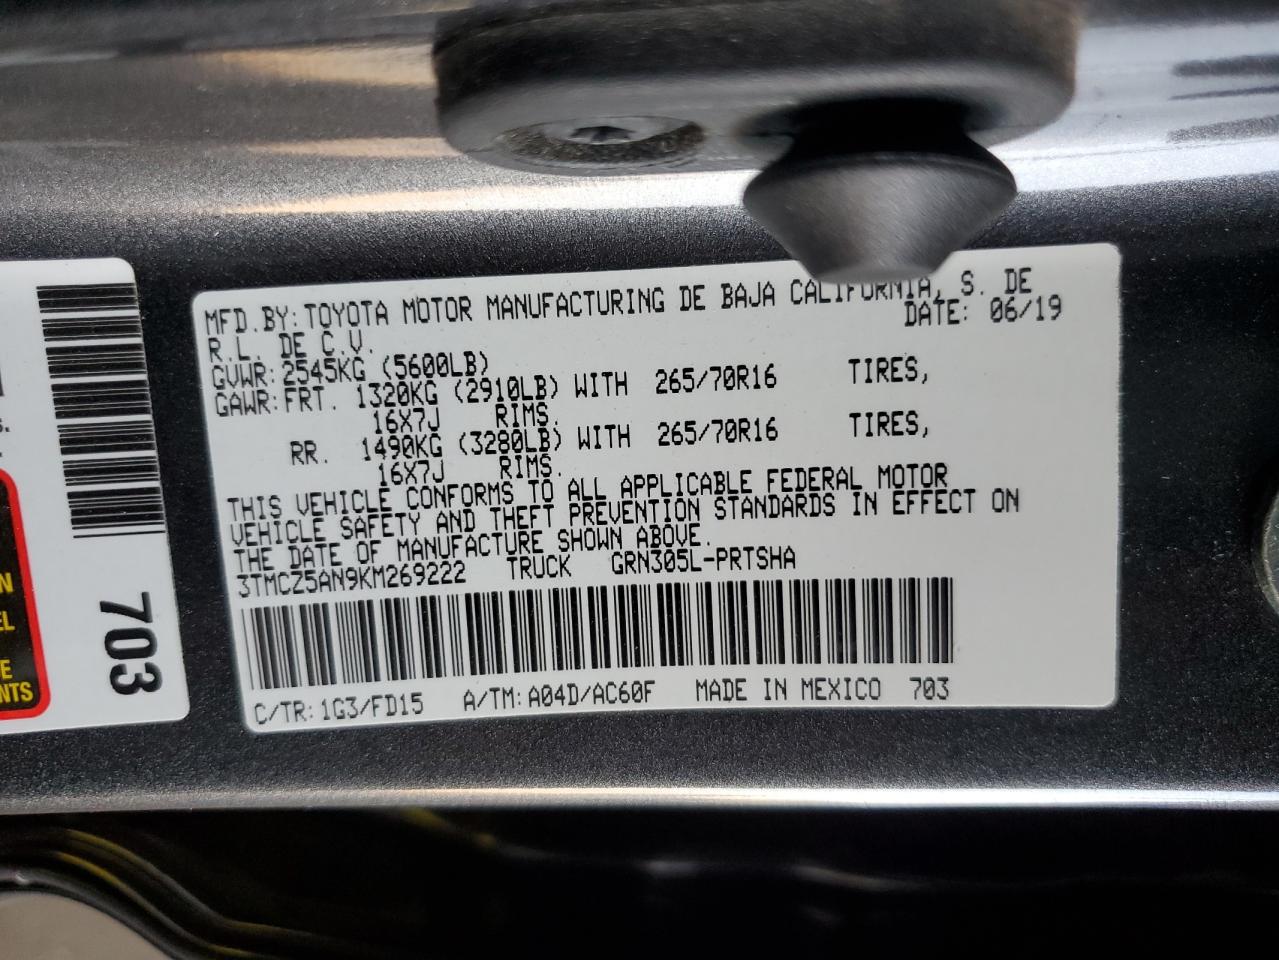 MFD.BY: TOYOTA MOTOR MANUFACTURING DE BAJA CALIFORNIA, S. DE
R.L. DE C.V. DATE: 06/19
GVWR: 2545KG (5600LB)
GAWR: FRT. 1320KG (2910LB) WITH 265/70R16 TIRES,
16X7J RIMS.
RR. 1490KG (3280LB) WITH 265/70R16 TIRES,
16X7J RIMS.
THIS VEHICLE CONFORMS TO ALL APPLICABLE FEDERAL MOTOR
VEHICLE SAFETY AND THEFT PREVENTION STANDARDS IN EFFECT ON
THE DATE OF MANUFACTURE SHOWN ABOVE.
3TMCZ5AN9KM269222 TRUCK GRN305L-PRTSHA
C/TR: 1G3/FD15 A/TM: A04D/AC60F MADE IN MEXICO 703
703